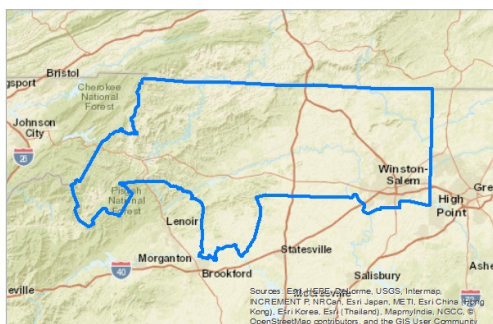 Bristol
gsport
Cherokee
National
Forest
Johnson
City
26
Pisgah
National
Forest
Winston-
Salem
Gre
High
Point
Lenoir
Statesville
Morganton
40
Brookford
Salisbury
Ashe
eville
Sources: Esri, HERE, DeLorme, USGS, Intermap,
INCREMENT P, NRCan, Esri Japan, METI, Esri China (Hong
Kong), Esri Korea, Esri (Thailand), MapmyIndia, NGCC, ©
OpenStreetMap contributors, and the GIS User Community